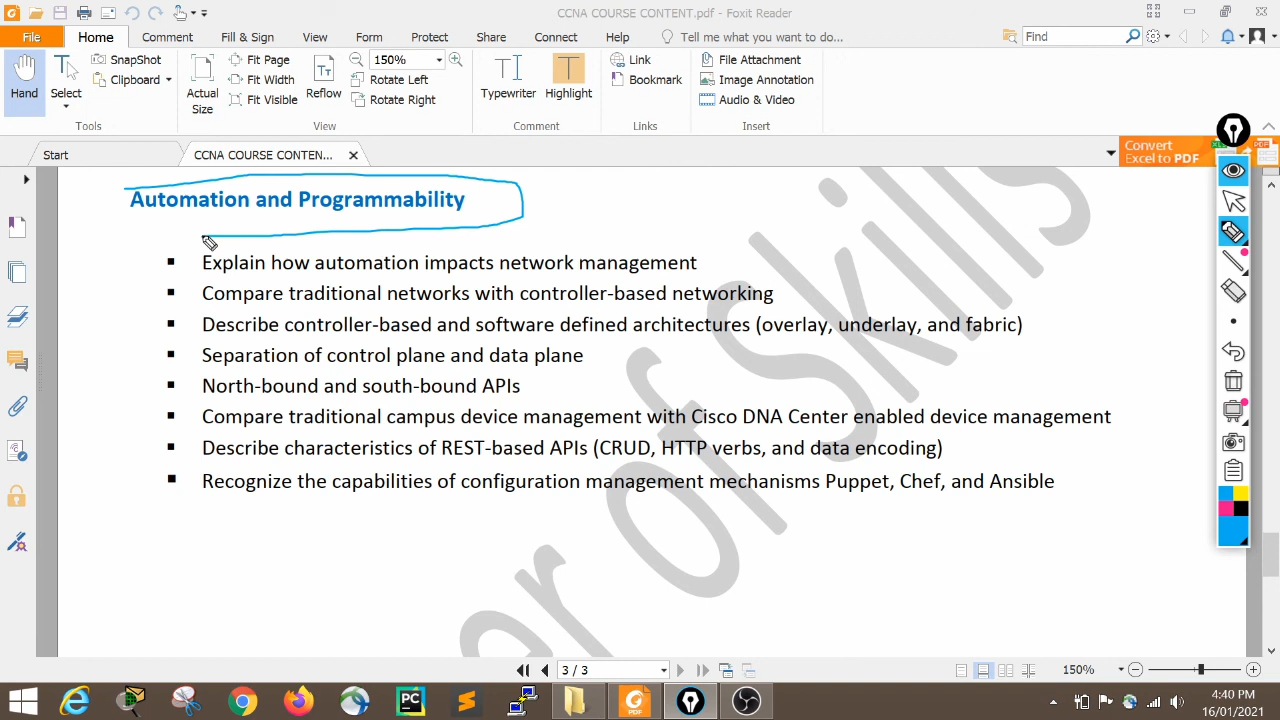 CCNA COURSE CONTENT.pdf - Foxit Reader
File Home Comment Fill & Sign View Form Protect Share Connect Help Tell me what you want to do... Find
Hand
Select
SnapShot
Clipboard
Tools
Actual
Size
Fit Page
Fit Width
Fit Visible
Reflow
150%
Rotate Left
Rotate Right
View
Typewriter
Highlight
Comment
Link
Bookmark
Links
File Attachment
Image Annotation
Audio & Video
Insert
Start
CCNA COURSE CONTEN...
Convert
Excel to PDF
Automation and Programmability
▪ Explain how automation impacts network management
▪ Compare traditional networks with controller-based networking
▪ Describe controller-based and software defined architectures (overlay, underlay, and fabric)
▪ Separation of control plane and data plane
▪ North-bound and south-bound APIs
▪ Compare traditional campus device management with Cisco DNA Center enabled device management
▪ Describe characteristics of REST-based APIs (CRUD, HTTP verbs, and data encoding)
▪ Recognize the capabilities of configuration management mechanisms Puppet, Chef, and Ansible
er of Skills
3 / 3
150%
PC
PDF
4:40 PM
16/01/2021